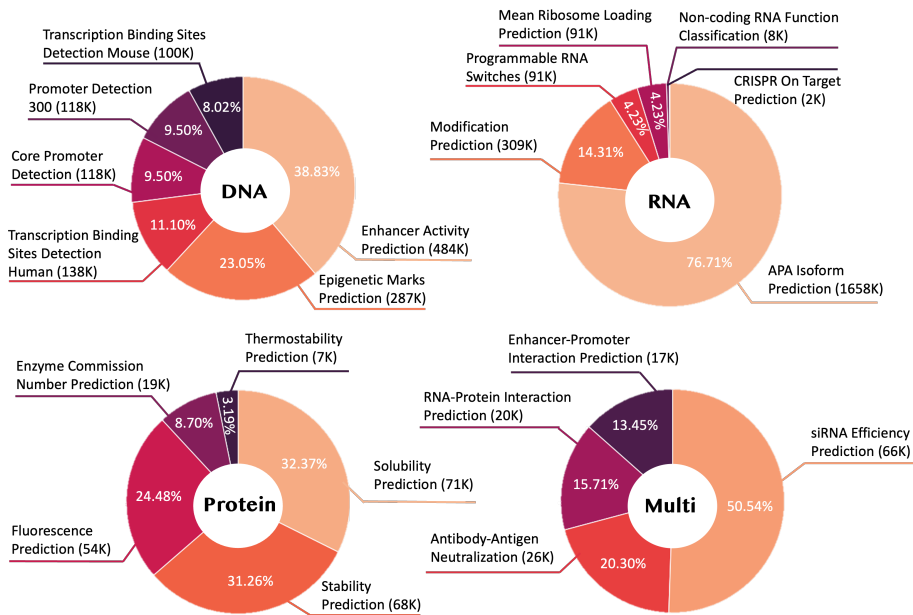 Transcription Binding Sites
Detection Mouse (100K)
Promoter Detection
300 (118K)
Core Promoter
Detection (118K)
Transcription Binding
Sites Detection
Human (138K)
8.02%
9.50%
9.50%
11.10%
23.05%
38.83%
DNA
Enhancer Activity
Prediction (484K)
Epigenetic Marks
Prediction (287K)
Mean Ribosome Loading
Prediction (91K)
Non-coding RNA Function
Classification (8K)
Programmable RNA
Switches (91K)
CRISPR On Target
Prediction (2K)
Modification
Prediction (309K)
4.23%
4.23%
14.31%
RNA
76.71%
APA Isoform
Prediction (1658K)
Thermostability
Prediction (7K)
Enzyme Commission
Number Prediction (19K)
3.19%
8.70%
32.37%
24.48%
Protein
31.26%
Solubility
Prediction (71K)
Fluorescence
Prediction (54K)
Stability
Prediction (68K)
Enhancer-Promoter
Interaction Prediction (17K)
RNA-Protein Interaction
Prediction (20K)
13.45%
15.71%
50.54%
Multi
20.30%
siRNA Efficiency
Prediction (66K)
Antibody-Antigen
Neutralization (26K)